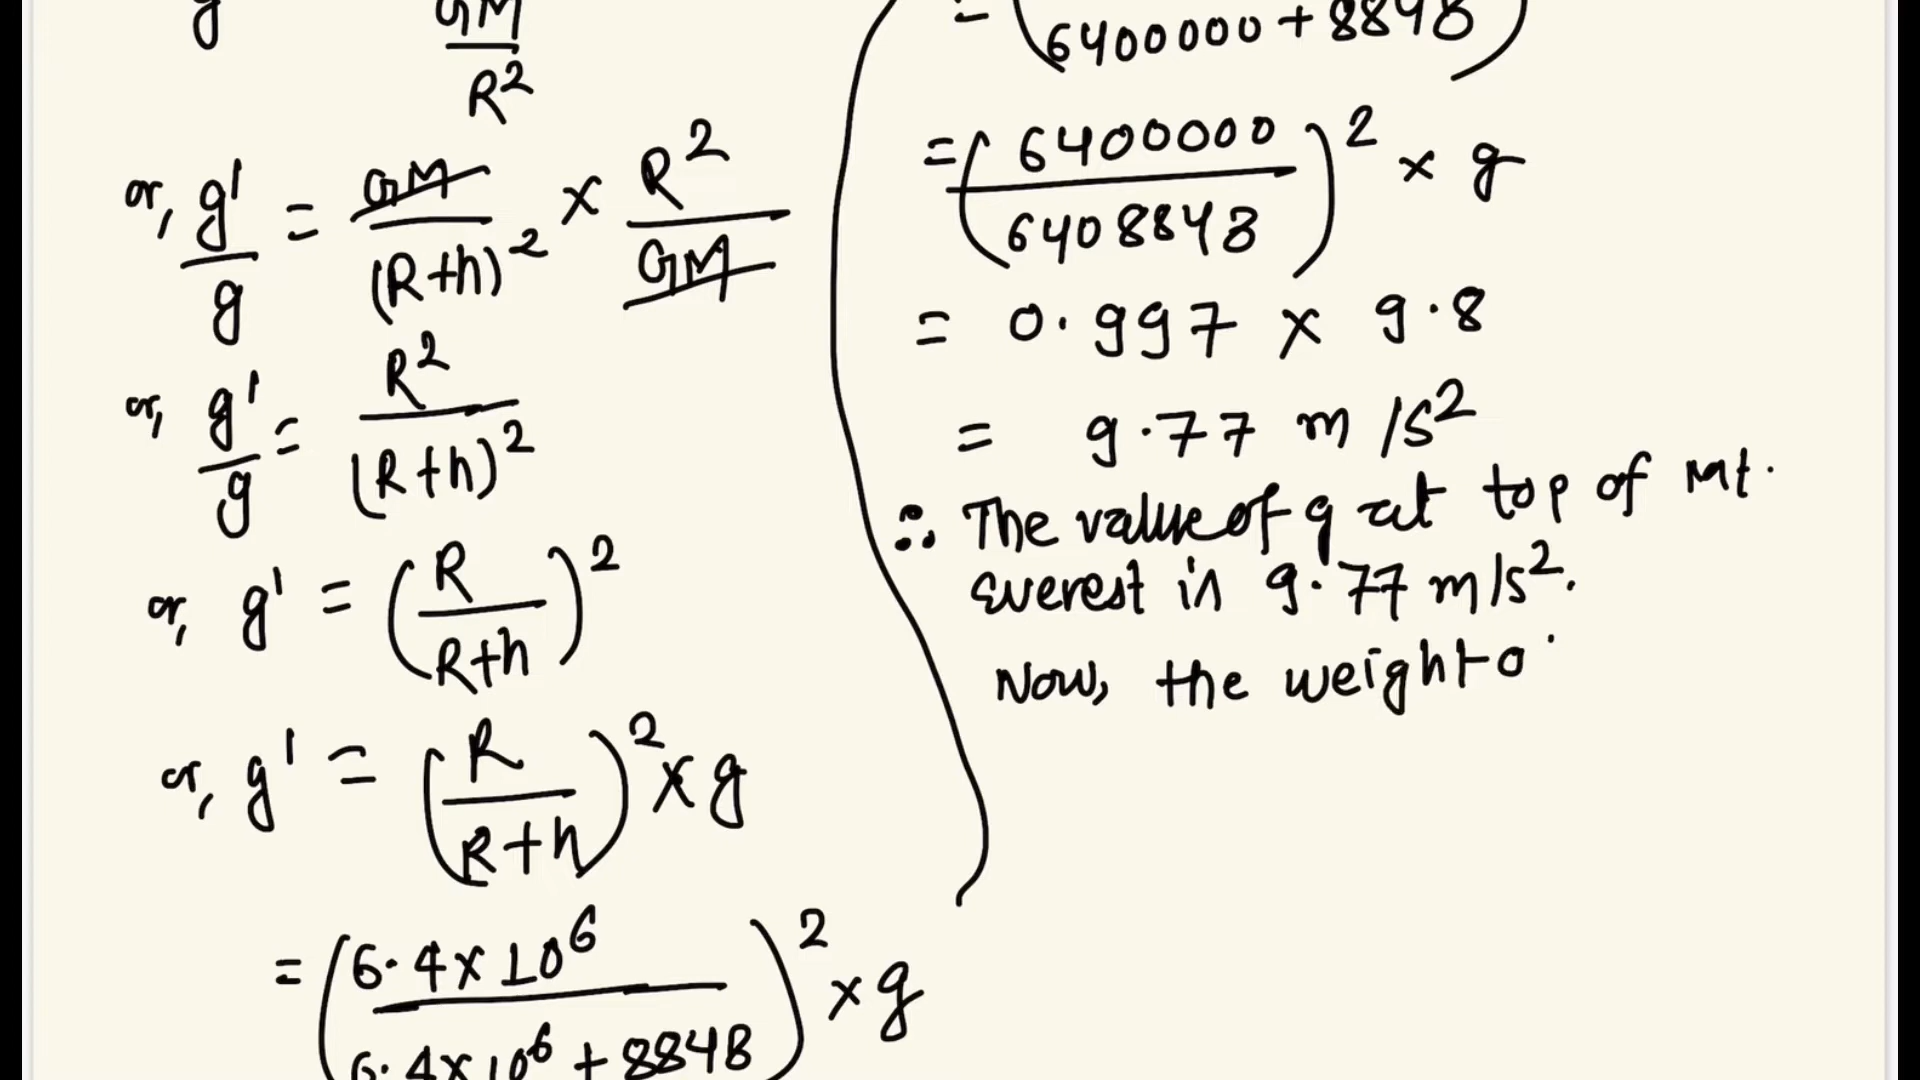 g GM
R²
or, g'/g = GM/(R+h)² × R²/GM
or, g'/g = R²/(R+h)²
or, g' = (R/R+h)²
or, g' = (R/R+h)² × g
= (6.4×10⁶/6.4×10⁶ + 8848)² × g
= (6400000 + 8848)
= (6400000/6408848)² × g
= 0.997 × 9.8
= 9.77 m/s²
∴ The value of g at top of Mt.
Everest in 9.77 m/s².
Now, the weight o